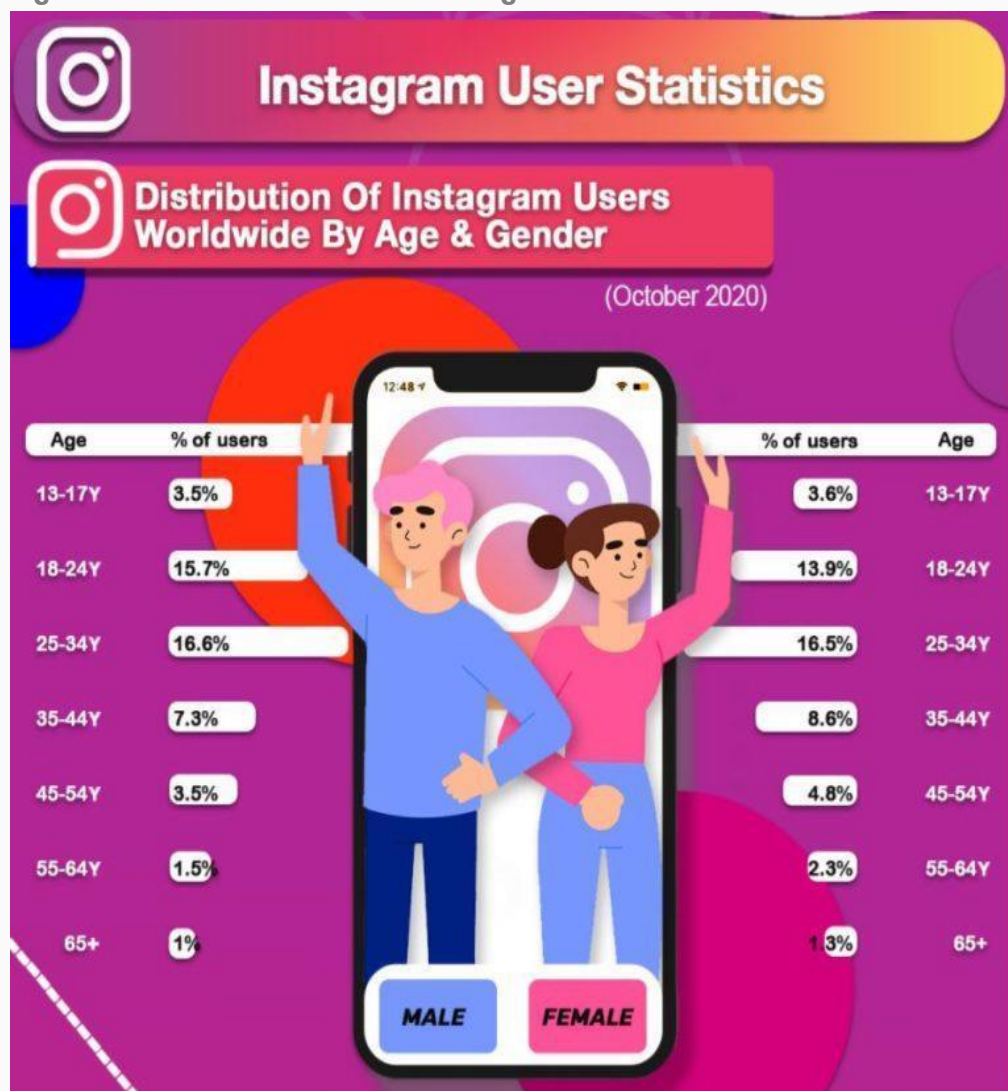 Instagram User Statistics
Distribution Of Instagram Users
Worldwide By Age & Gender
(October 2020)
12:48
Age % of users % of users Age
13-17Y 3.5% 3.6% 13-17Y
18-24Y 15.7% 13.9% 18-24Y
25-34Y 16.6% 16.5% 25-34Y
35-44Y 7.3% 8.6% 35-44Y
45-54Y 3.5% 4.8% 45-54Y
55-64Y 1.5% 2.3% 55-64Y
65+ 1% 1.3% 65+
MALE FEMALE